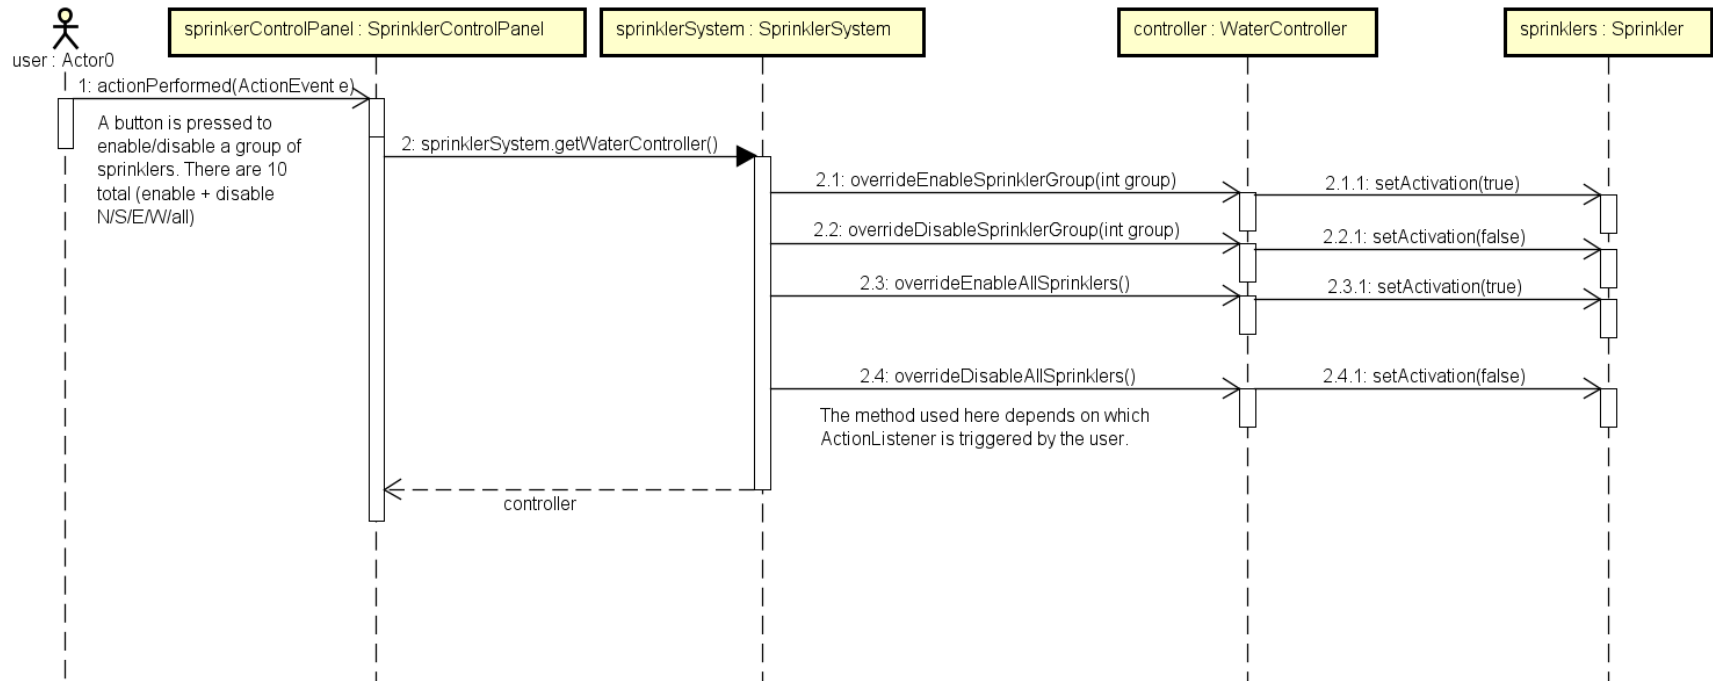 user : Actor0
sprinkerControlPanel : SprinklerControlPanel
sprinklerSystem : SprinklerSystem
controller : WaterController
sprinklers : Sprinkler
1: actionPerformed(ActionEvent e)
A button is pressed to
enable/disable a group of
sprinklers. There are 10
total (enable + disable
N/S/E/W/all)
2: sprinklerSystem.getWaterController()
2.1: overrideEnableSprinklerGroup(int group)
2.1.1: setActivation(true)
2.2: overrideDisableSprinklerGroup(int group)
2.2.1: setActivation(false)
2.3: overrideEnableAllSprinklers()
2.3.1: setActivation(true)
2.4: overrideDisableAllSprinklers()
2.4.1: setActivation(false)
The method used here depends on which
ActionListener is triggered by the user.
controller